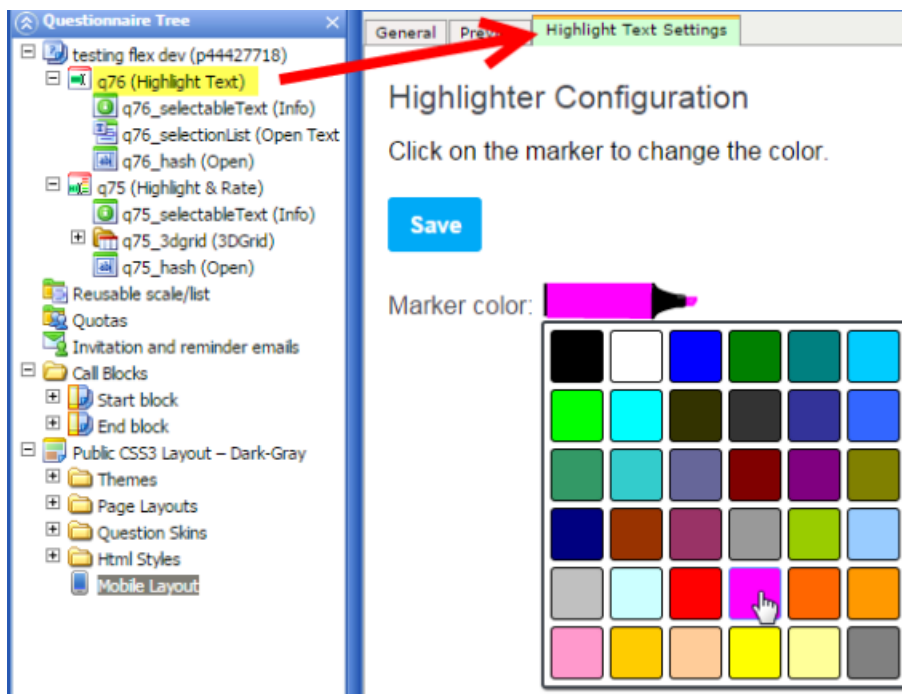 Questionnaire Tree
testing flex dev (p44427718)
q76 (Highlight Text)
q76_selectableText (Info)
q76_selectionList (Open Text
q76_hash (Open)
q75 (Highlight & Rate)
q75_selectableText (Info)
q75_3dgrid (3DGrid)
q75_hash (Open)
Reusable scale/list
Quotas
Invitation and reminder emails
Call Blocks
Start block
End block
Public CSS3 Layout – Dark-Gray
Themes
Page Layouts
Question Skins
Html Styles
Mobile Layout
General
Highlight Text Settings
Highlighter Configuration
Click on the marker to change the color.
Save
Marker color: